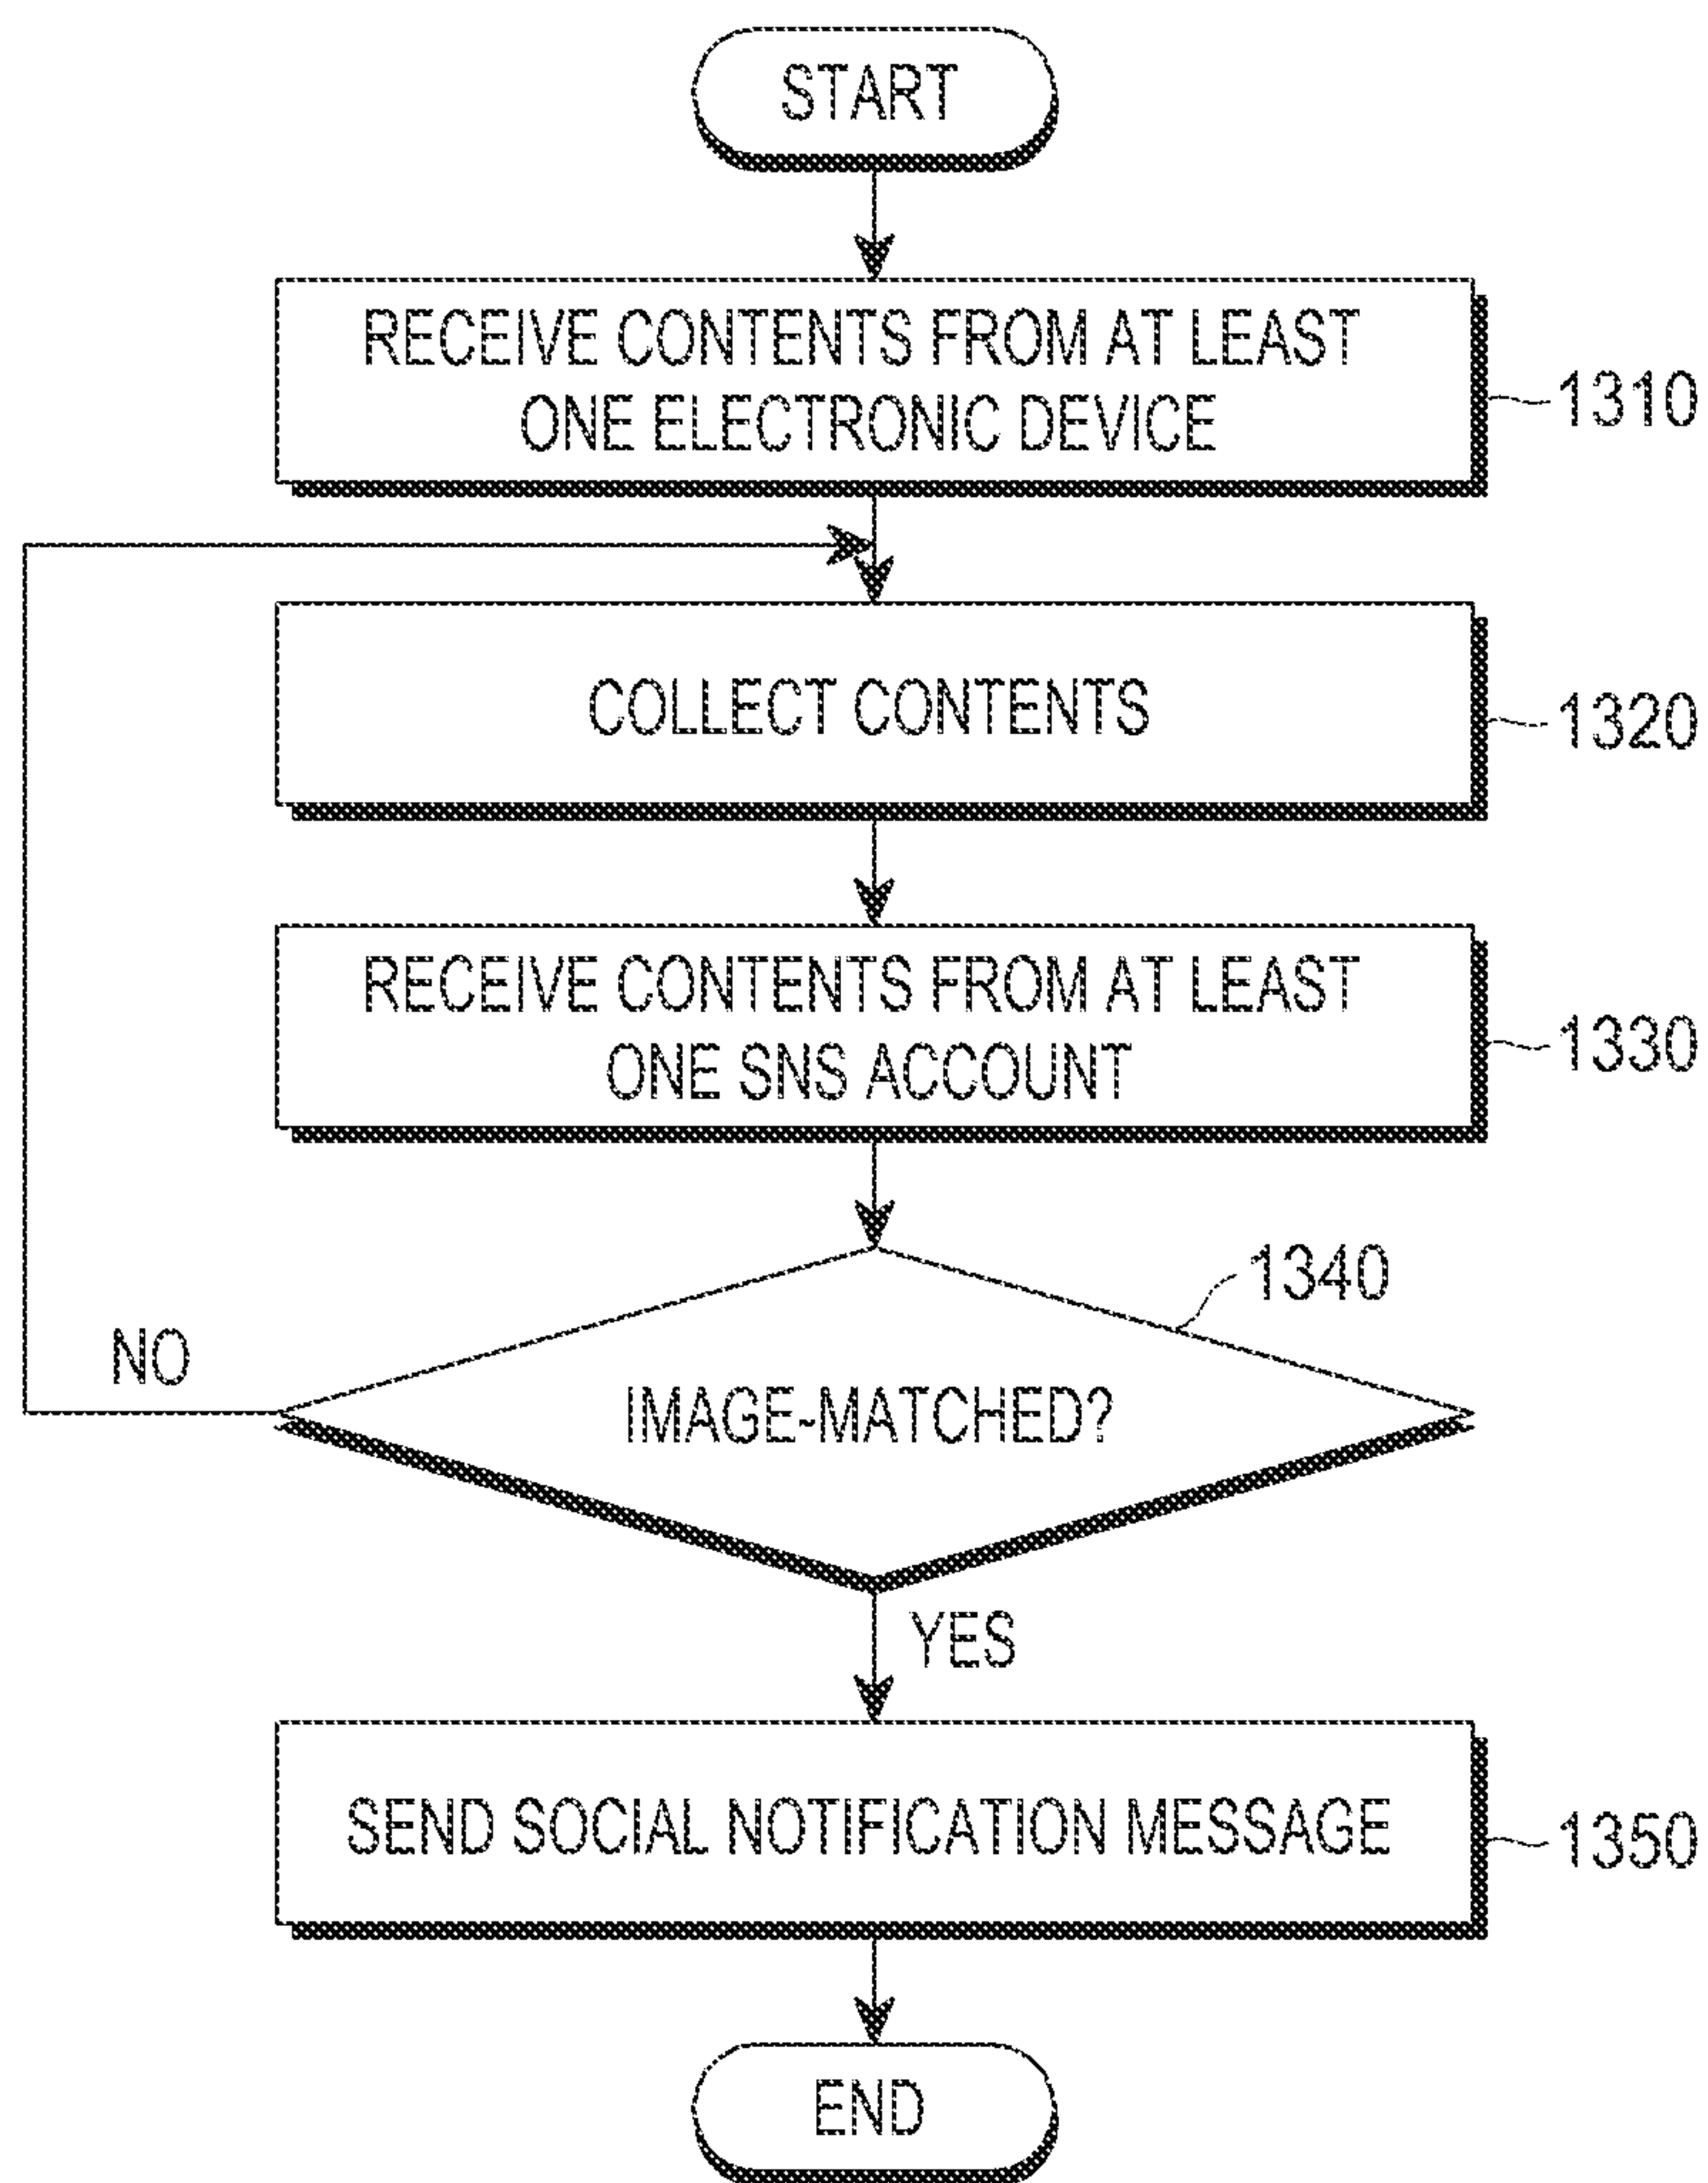 START
RECEIVE CONTENTS FROM AT LEAST
ONE ELECTRONIC DEVICE
1310
COLLECT CONTENTS
1320
RECEIVE CONTENTS FROM AT LEAST
ONE SNS ACCOUNT
1330
1340
NO
IMAGE-MATCHED?
YES
SEND SOCIAL NOTIFICATION MESSAGE
1350
END